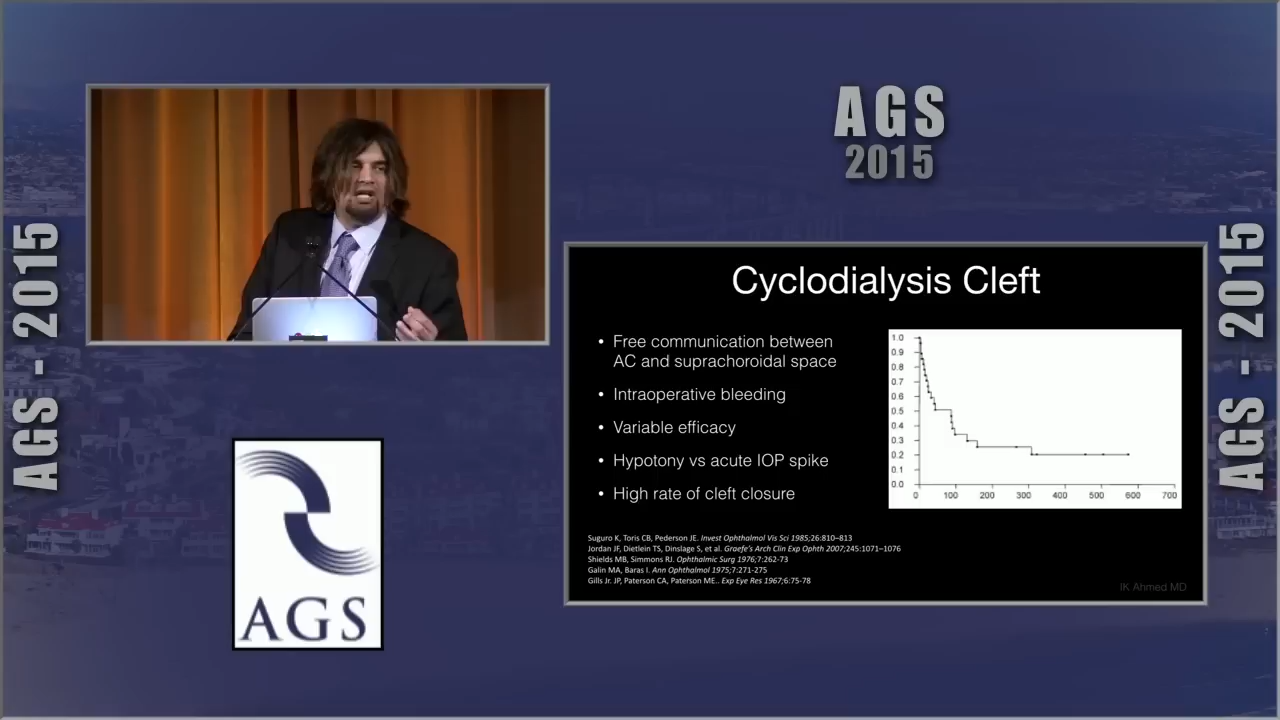 AGS
2015
AGS - 2015
AGS - 2015
AGS
Cyclodialysis Cleft
• Free communication between
AC and suprachoroidal space
• Intraoperative bleeding
• Variable efficacy
• Hypotony vs acute IOP spike
• High rate of cleft closure
1.0
0.9
0.8
0.7
0.6
0.5
0.4
0.3
0.2
0.1
0.0
0 100 200 300 400 500 600 700
Suguro K, Toris CB, Pederson JE. Invest Ophthalmol Vis Sci 1985;26:810–813
Jordan JF, Dietlein TS, Dinslage S, et al. Graefe's Arch Clin Exp Ophth 2007;245:1071–1076
Shields MB, Simmons RJ. Ophthalmic Surg 1976;7:262-73
Galin MA, Baras I. Ann Ophthalmol 1975;7:271-275
Gills Jr. JP, Paterson CA, Paterson ME.. Exp Eye Res 1967;6:75-78
IK Ahmed MD